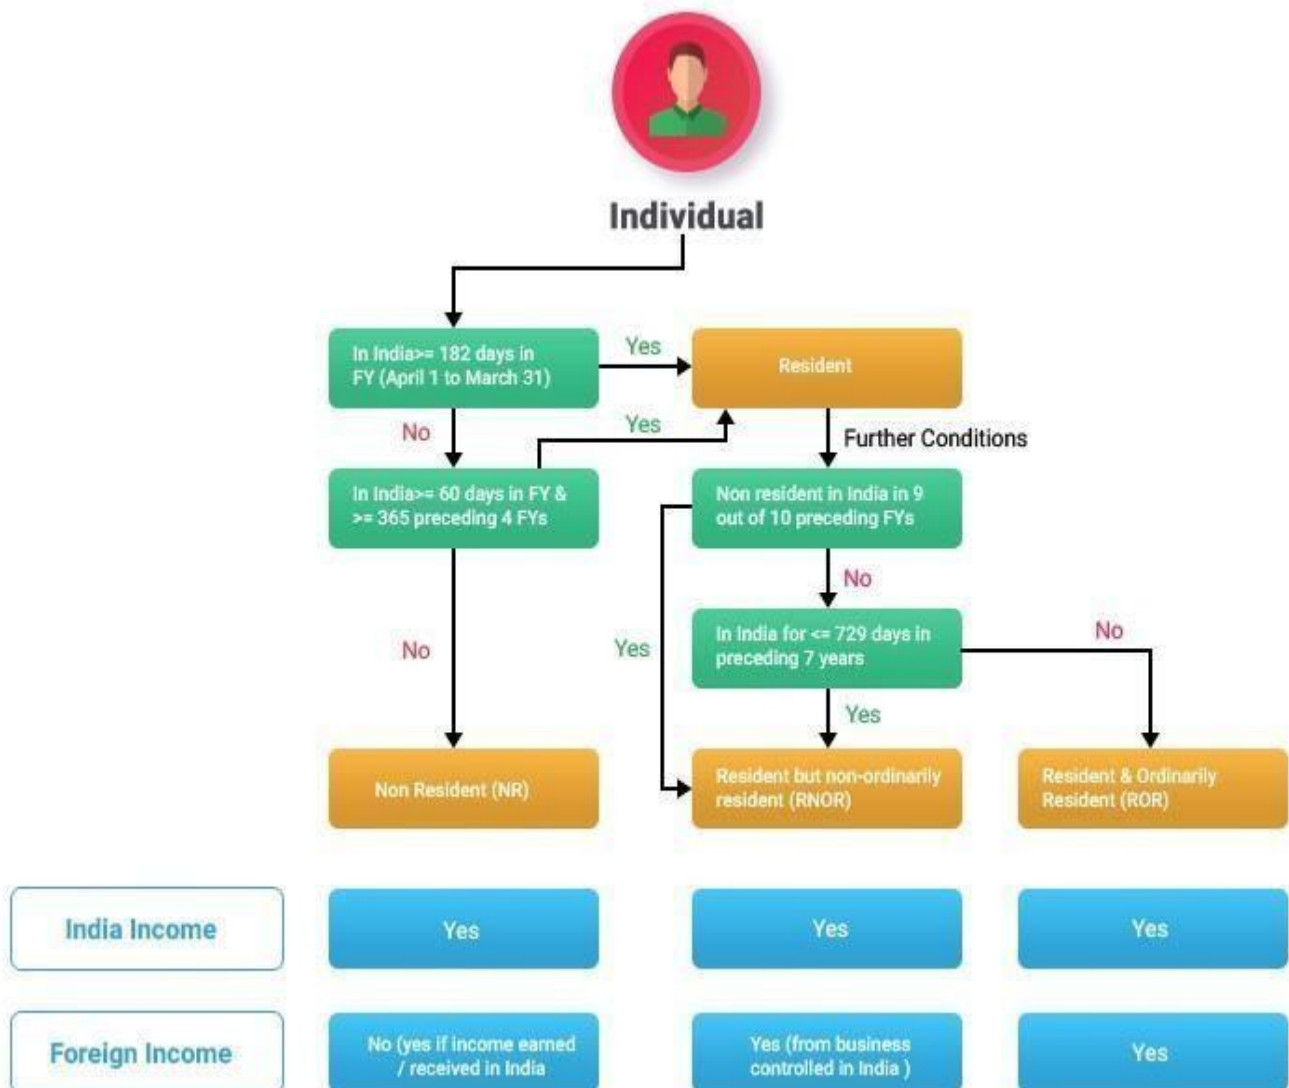 Individual
In India>= 182 days in
FY (April 1 to March 31)
Yes
Resident
No
Yes
Further Conditions
In India>= 60 days in FY &
>= 365 preceding 4 FYs
Non resident in India in 9
out of 10 preceding FYs
No
No
Yes
In India for <= 729 days in
preceding 7 years
No
Yes
Non Resident (NR)
Resident but non-ordinarily
resident (RNOR)
Resident & Ordinarily
Resident (ROR)
India Income
Yes
Yes
Yes
Foreign Income
No (yes if income earned
/ received in India
Yes (from business
controlled in India )
Yes